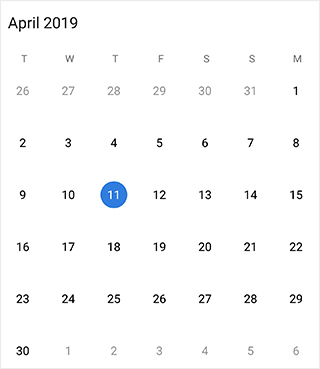 April 2019
T W T F S S M
26 27 28 29 30 31 1
2 3 4 5 6 7 8
9 10 11 12 13 14 15
16 17 18 19 20 21 22
23 24 25 26 27 28 29
30 1 2 3 4 5 6